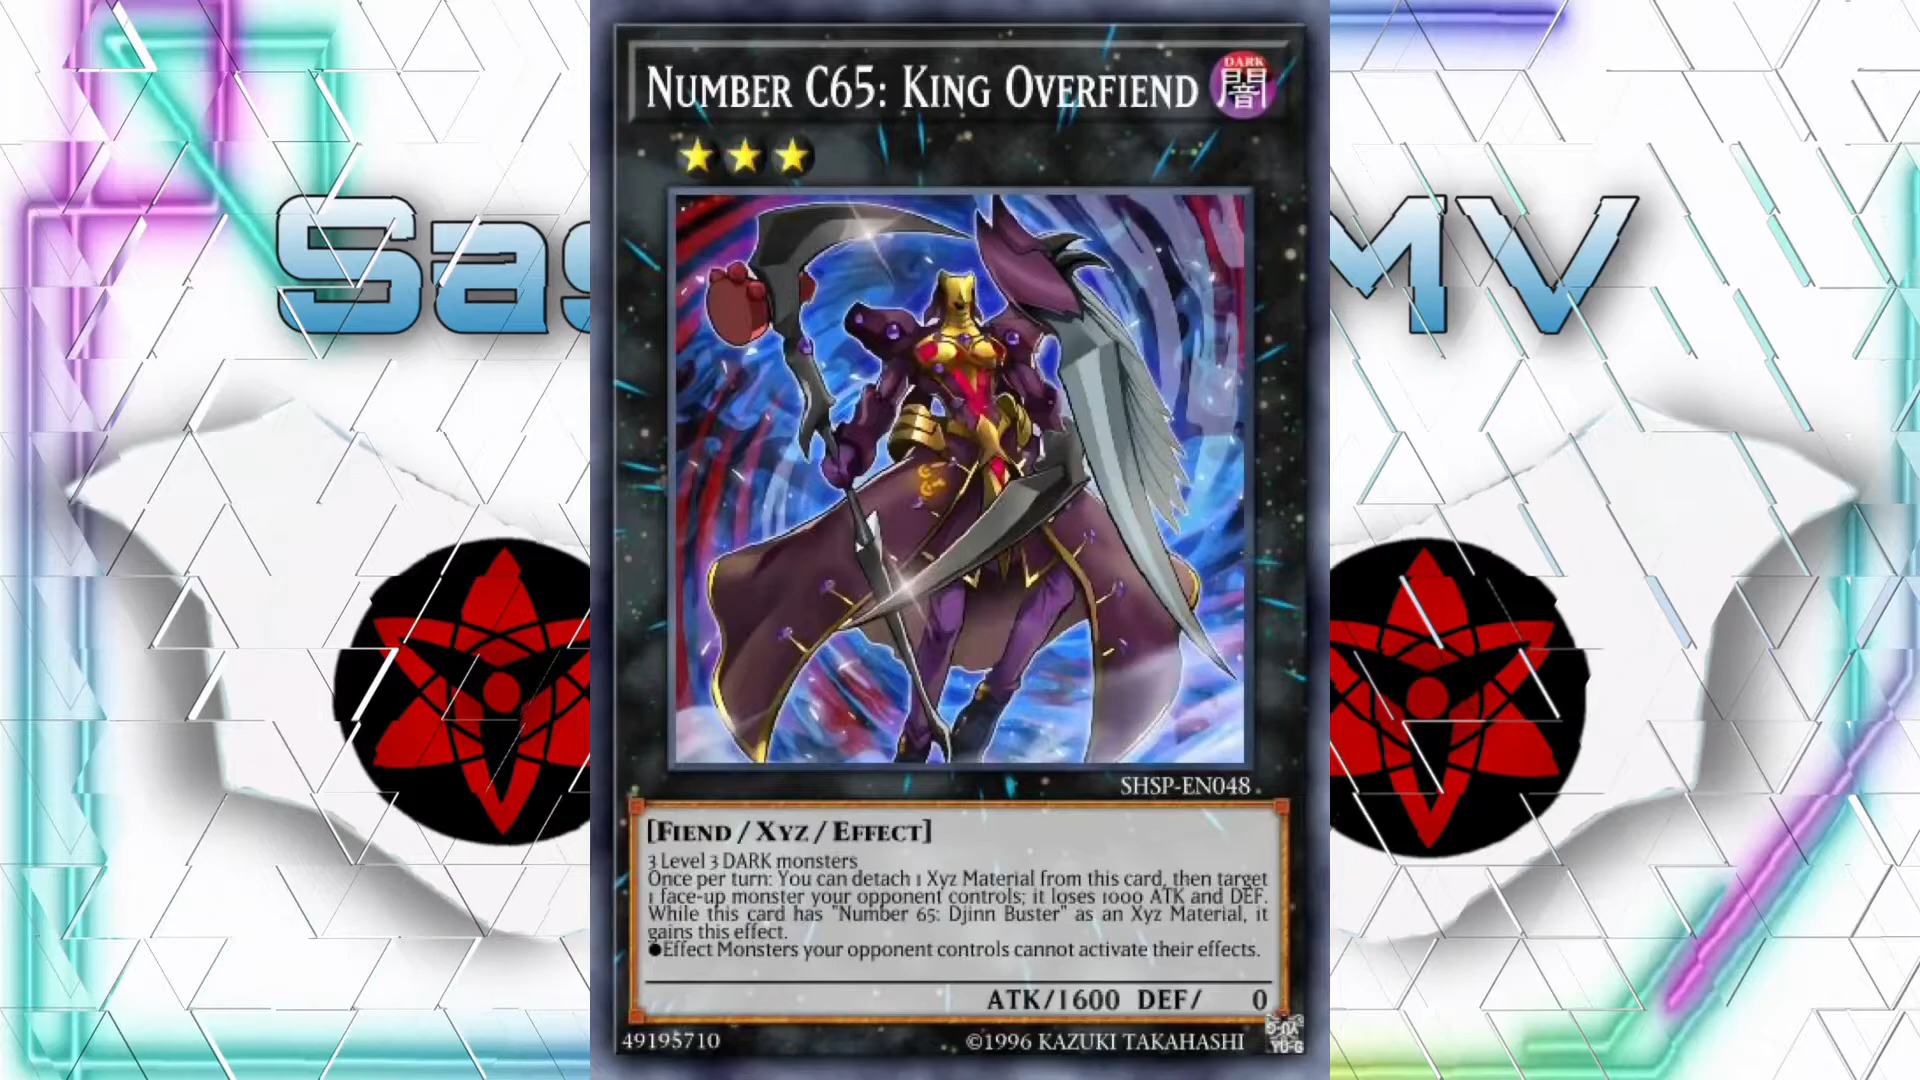 NUMBER C65: KING OVERFIEND
DARK
闇
Sas
MV
SHSP-EN048
[FIEND / XYZ / EFFECT]
3 Level 3 DARK monsters
Once per turn: You can detach 1 Xyz Material from this card, then target
1 face-up monster your opponent controls; it loses 1000 ATK and DEF.
While this card has "Number 65: Djinn Buster" as an Xyz Material, it
gains this effect.
●Effect Monsters your opponent controls cannot activate their effects.
ATK/1600 DEF/ 0
49195710
©1996 KAZUKI TAKAHASHI